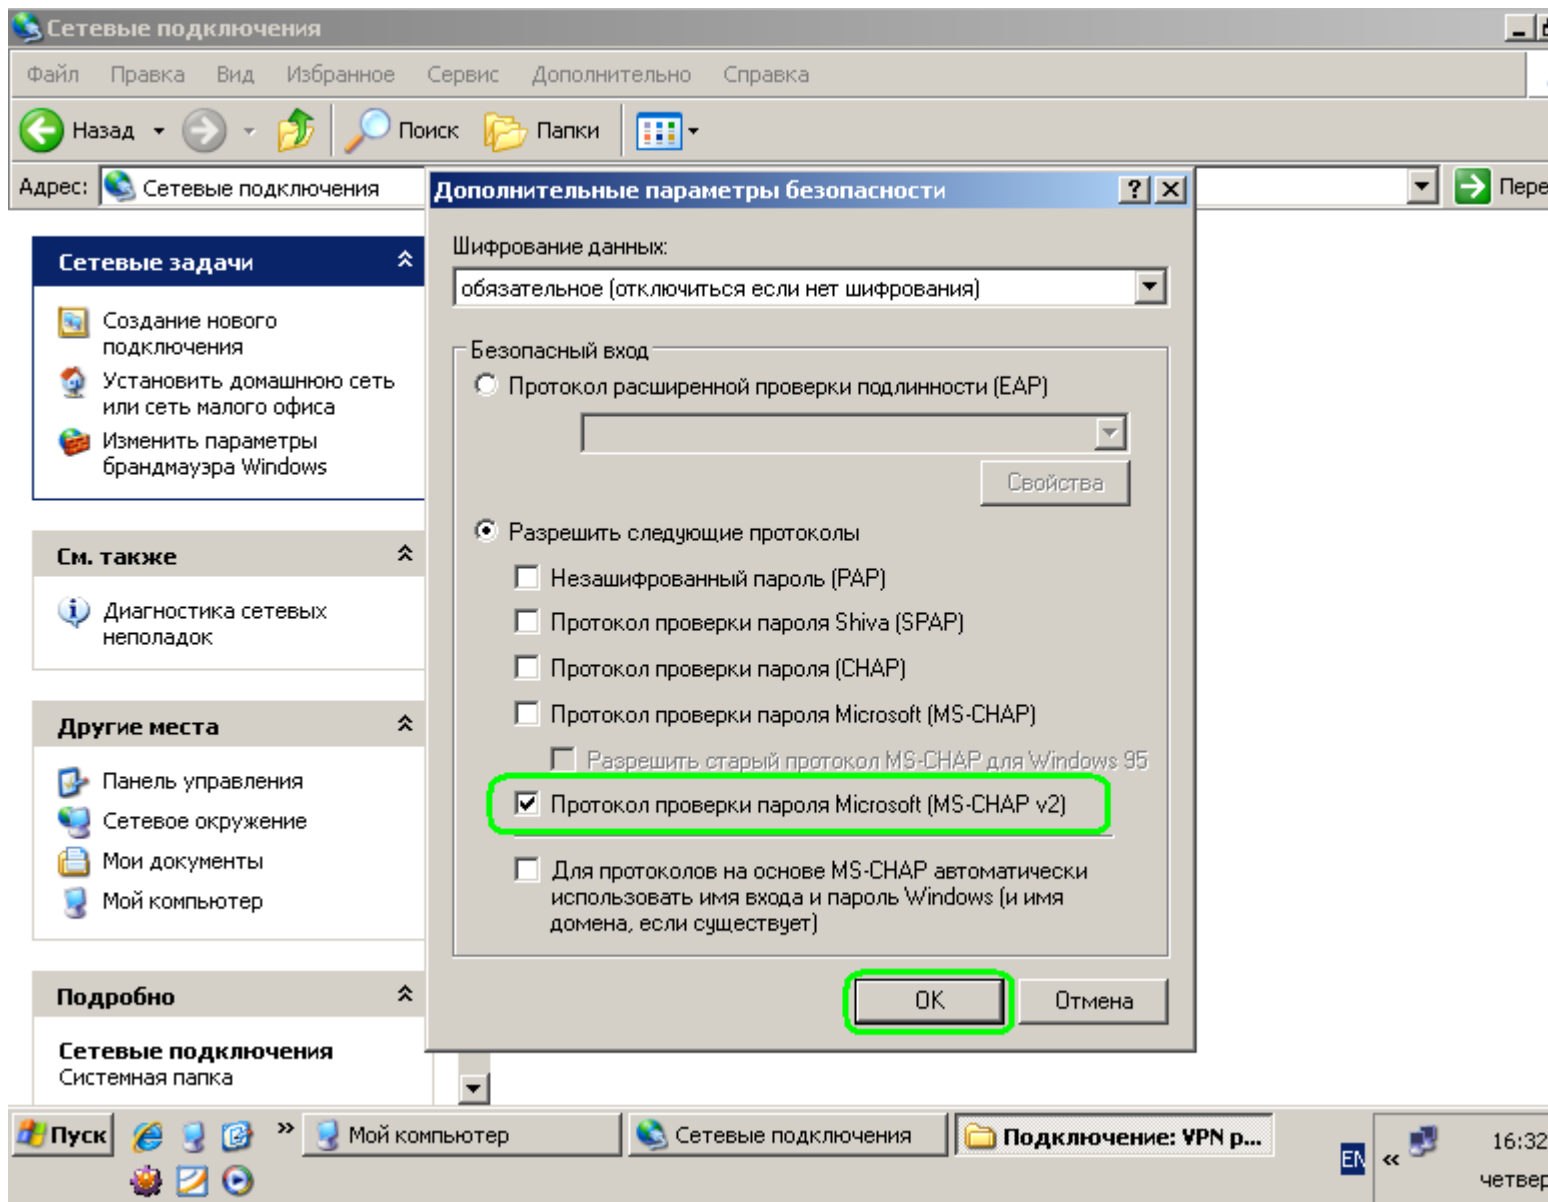 Сетевые подключения
Файл Правка Вид Избранное Сервис Дополнительно Справка
Назад Поиск Папки
Адрес: Сетевые подключения
Дополнительные параметры безопасности
Шифрование данных:
обязательное (отключиться если нет шифрования)
Безопасный вход
Протокол расширенной проверки подлинности (EAP)
Свойства
Разрешить следующие протоколы
Незашифрованный пароль (PAP)
Протокол проверки пароля Shiva (SPAP)
Протокол проверки пароля (CHAP)
Протокол проверки пароля Microsoft (MS-CHAP)
Разрешить старый протокол MS-CHAP для Windows 95
Протокол проверки пароля Microsoft (MS-CHAP v2)
Для протоколов на основе MS-CHAP автоматически
использовать имя входа и пароль Windows (и имя
домена, если существует)
OK Отмена
Сетевые задачи
Создание нового
подключения
Установить домашнюю сеть
или сеть малого офиса
Изменить параметры
брандмауэра Windows
См. также
Диагностика сетевых
неполадок
Другие места
Панель управления
Сетевое окружение
Мои документы
Мой компьютер
Подробно
Сетевые подключения
Системная папка
Пуск Мой компьютер Сетевые подключения Подключение: VPN p... EN 16:32